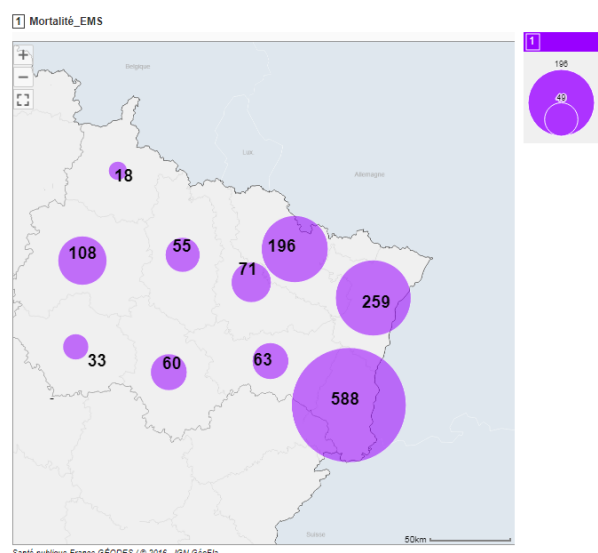 1 Mortalité_EMS
1
196
49
Belgique
Lux.
Allemagne
18
108
55
196
71
259
33
60
63
588
Suisse
50km
Santé publique France GÉODES / © 2016 - IGN GéoFla